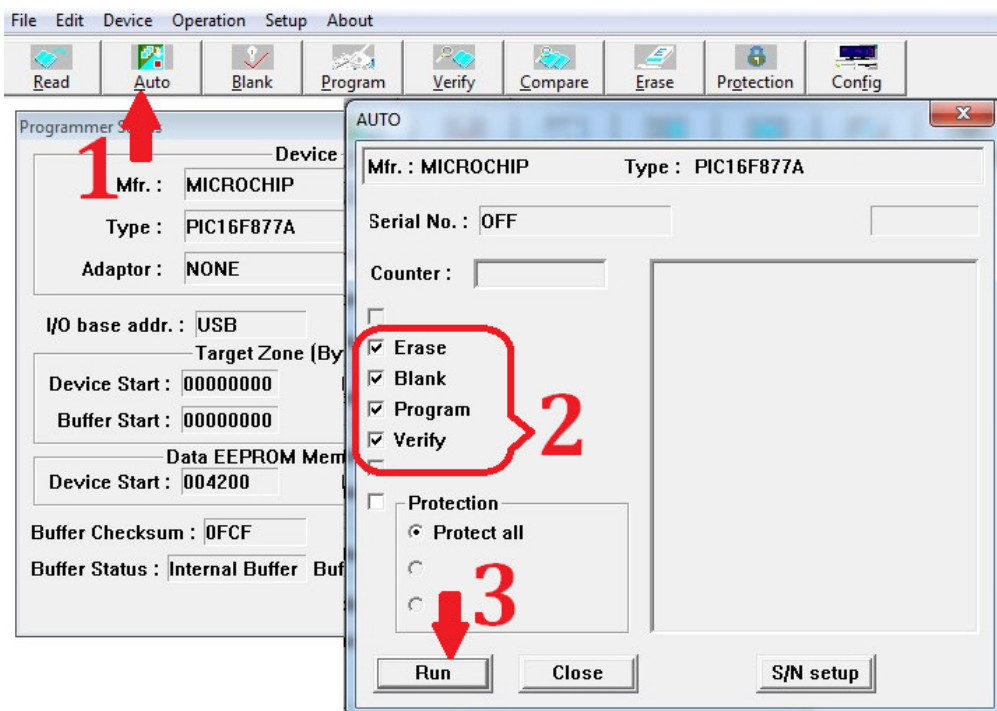 File Edit Device Operation Setup About
Read Auto Blank Program Verify Compare Erase Protection Config
Programmer
1
Device
Mfr. : MICROCHIP
Type : PIC16F877A
Adaptor : NONE
I/O base addr. : USB
Target Zone (By
Device Start : 00000000
Buffer Start : 00000000
Data EEPROM Mem
Device Start : 004200
Buffer Checksum : 0FCF
Buffer Status : Internal Buffer Buf
AUTO
X
Mfr. : MICROCHIP Type : PIC16F877A
Serial No. : OFF
Counter :
Erase
Blank
Program
Verify
2
Protection
Protect all
3
Run Close S/N setup